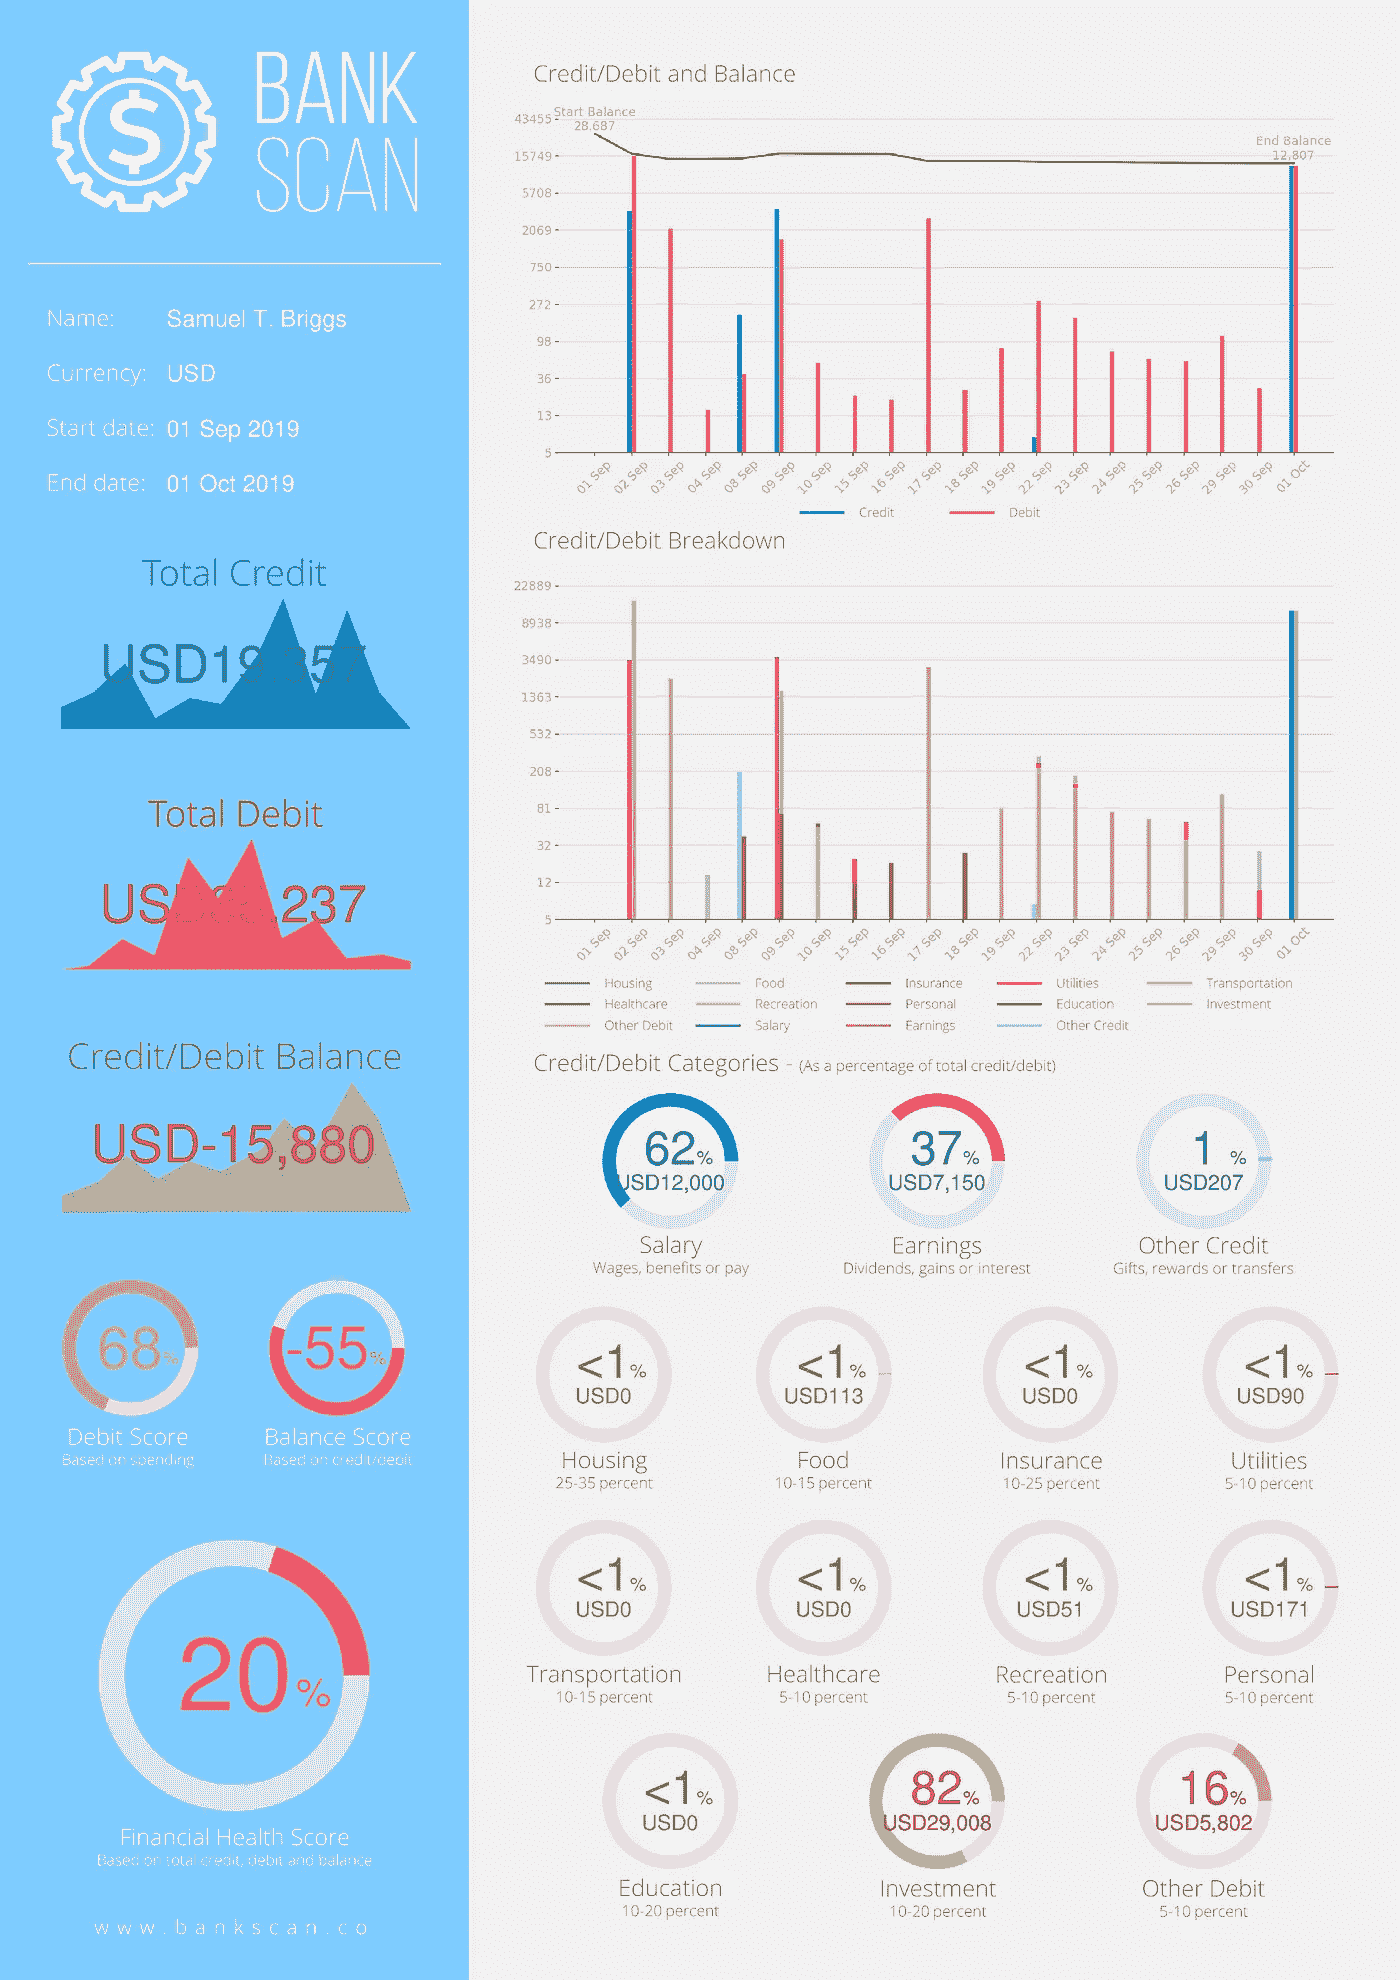 BANK
SCAN
Name: Samuel T. Briggs
Currency: USD
Start date: 01 Sep 2019
End date: 01 Oct 2019
Total Credit
USD19,357
Total Debit
USD35,237
Credit/Debit Balance
USD-15,880
68%
Debit Score
Based on spending
-55%
Balance Score
Based on credit/debit
20%
Financial Health Score
Based on total credit, debit and balance
www.bankscan.co
Credit/Debit and Balance
Start Balance
28,687
End Balance
12,807
43455
15749
5708
2069
750
272
98
36
13
5
01 Sep 02 Sep 03 Sep 04 Sep 08 Sep 09 Sep 10 Sep 15 Sep 16 Sep 17 Sep 18 Sep 19 Sep 22 Sep 23 Sep 24 Sep 25 Sep 26 Sep 29 Sep 30 Sep 01 Oct
Credit Debit
Credit/Debit Breakdown
22889
8938
3490
1363
532
208
81
32
12
5
01 Sep 02 Sep 03 Sep 04 Sep 08 Sep 09 Sep 10 Sep 15 Sep 16 Sep 17 Sep 18 Sep 19 Sep 22 Sep 23 Sep 24 Sep 25 Sep 26 Sep 29 Sep 30 Sep 01 Oct
Housing Food Insurance Utilities Transportation
Healthcare Recreation Personal Education Investment
Other Debit Salary Earnings Other Credit
Credit/Debit Categories - (As a percentage of total credit/debit)
62%
USD12,000
Salary
Wages, benefits or pay
37%
USD7,150
Earnings
Dividends, gains or interest
1 %
USD207
Other Credit
Gifts, rewards or transfers
<1%
USD0
Housing
25-35 percent
<1%
USD113
Food
10-15 percent
<1%
USD0
Insurance
10-25 percent
<1%
USD90
Utilities
5-10 percent
<1%
USD0
Transportation
10-15 percent
<1%
USD0
Healthcare
5-10 percent
<1%
USD51
Recreation
5-10 percent
<1%
USD171
Personal
5-10 percent
<1%
USD0
Education
10-20 percent
82%
USD29,008
Investment
10-20 percent
16%
USD5,802
Other Debit
5-10 percent